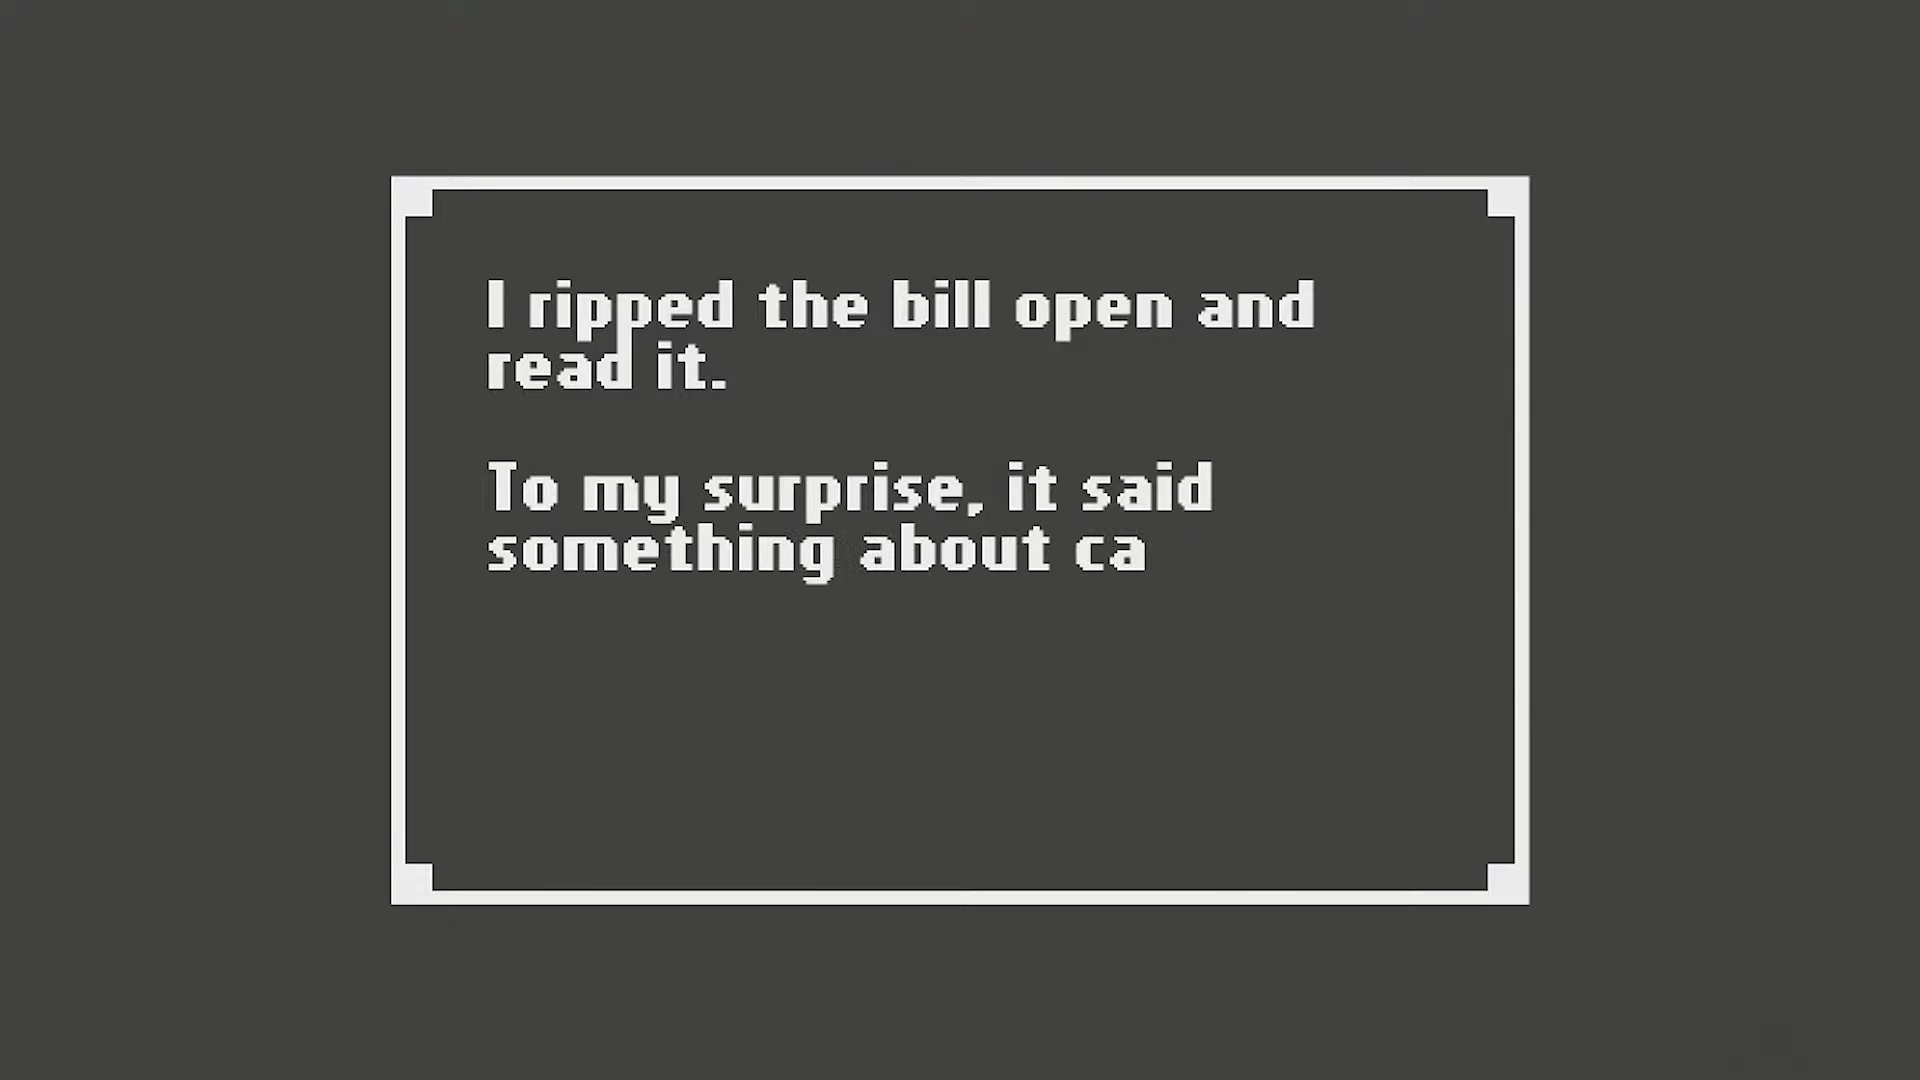 I ripped the bill open and
read it.
To my surprise, it said
something about ca